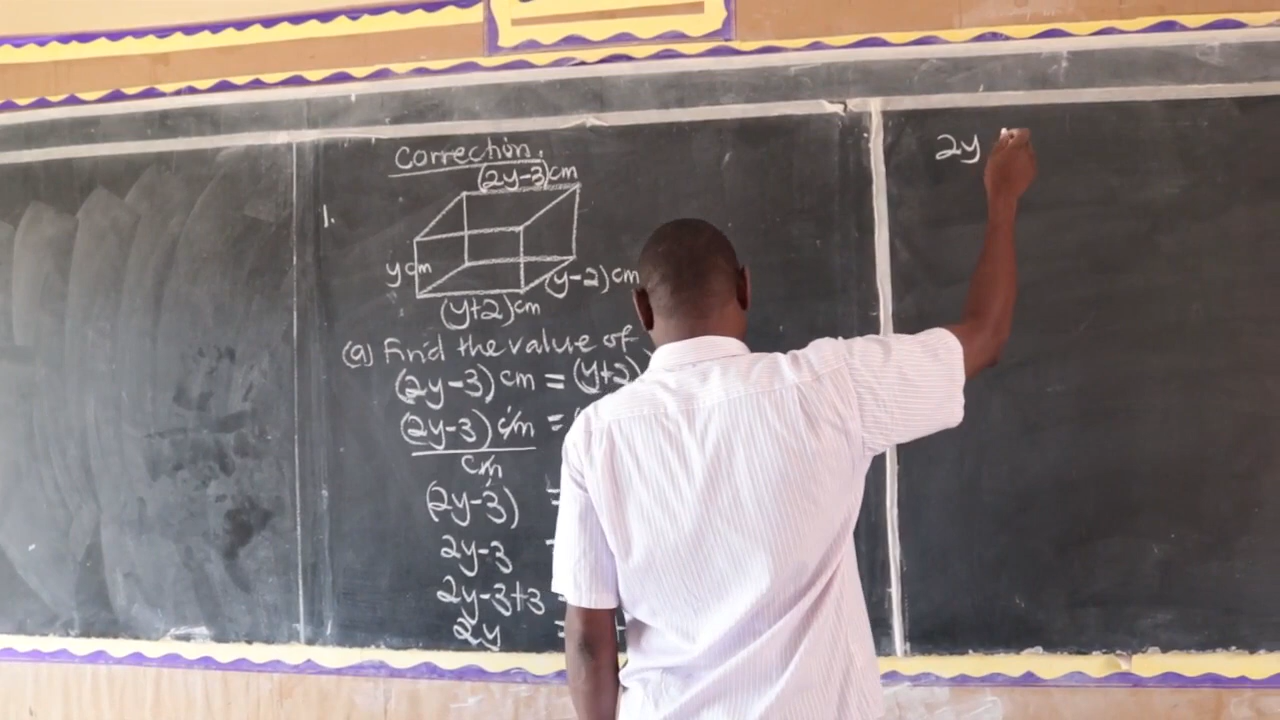 Correction.
(2y-3)cm
1.
ycm
(y-2)cm
(y+2)cm
(a) Find the value of
(2y-3)cm = (y+2)
(2y-3)cm =
cm
(2y-3) =
2y-3 =
2y-3+3 =
2y =
2y